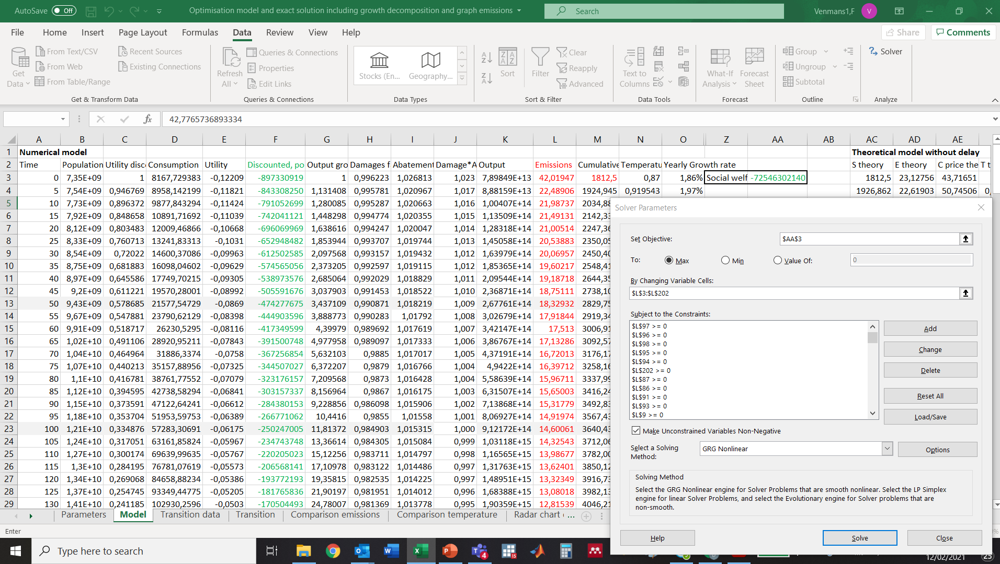 AutoSave Off Optimisation model and exact solution including growth decomposition and graph emissions Search Venmans1,F V
File Home Insert Page Layout Formulas Data Review View Help Share Comments
From Text/CSV Recent Sources Queries & Connections Clear Group Solver
From Web Existing Connections Properties Reapply Ungroup
From Table/Range Edit Links Advanced Subtotal
Get Data Refresh All Stocks (En... Geography... Sort Filter Text to Columns What-If Analysis Forecast Sheet
Get & Transform Data Queries & Connections Data Types Sort & Filter Data Tools Forecast Outline Analyze
fx 42,7765736893334
A B C D E F G H I J K L M N O Z AA AB AC AD AE
1 Numerical model Theoretical model without delay
2 Time Population Utility disc Consumption Utility Discounted, po Output gro Damages f Abatement Damage*A Output Emissions Cumulative Temperatu Yearly Growth rate S theory E theory C price the T t
3 0 7,35E+09 1 8167,729383 -0,12209 -897330919 1 0,996223 1,026813 1,023 7,89849E+13 42,01947 1812,5 0,87 1,86% Social welf -72546302140 1812,5 23,12756 43,71651
4 5 7,54E+09 0,946769 8958,142199 -0,11821 -843308250 1,131408 0,995781 1,020967 1,017 8,88159E+13 22,48906 1924,945 0,919543 1,97% 1926,862 22,61903 50,74506 0,
5 10 7,73E+09 0,896372 9877,843294 -0,11424 -791052699 1,280085 0,995287 1,020663 1,016 1,00407E+14 21,98737 2034,88
6 15 7,92E+09 0,848658 10891,71692 -0,11039 -742041121 1,448298 0,994774 1,020355 1,015 1,13509E+14 21,49131 2142,33
7 20 8,12E+09 0,803483 12009,46866 -0,10668 -696069969 1,638616 0,994247 1,020047 1,014 1,28318E+14 21,00514 2247,36
8 25 8,33E+09 0,760713 13241,83313 -0,1031 -652948482 1,853944 0,993707 1,019744 1,013 1,45058E+14 20,53883 2350,05
9 30 8,54E+09 0,72022 14600,37086 -0,09963 -612502585 2,097568 0,993157 1,019432 1,012 1,63979E+14 20,06957 2450,40
10 35 8,75E+09 0,681883 16098,04602 -0,09629 -574565056 2,373205 0,992597 1,019115 1,012 1,85365E+14 19,60217 2548,41
11 40 8,97E+09 0,645586 17749,70215 -0,09305 -538973576 2,685064 0,992029 1,018829 1,011 2,09544E+14 19,18718 2644,35
12 45 9,2E+09 0,611221 19570,28001 -0,08992 -505591676 3,037903 0,991453 1,018522 1,010 2,36871E+14 18,75111 2738,10
13 50 9,43E+09 0,578685 21577,54729 -0,0869 -474277675 3,437109 0,990871 1,018219 1,009 2,67761E+14 18,32932 2829,75
14 55 9,67E+09 0,547881 23790,62129 -0,08398 -444903596 3,888773 0,990283 1,01792 1,008 3,02679E+14 17,91844 2919,34
15 60 9,91E+09 0,518717 26230,5295 -0,08116 -417349599 4,39979 0,989692 1,017619 1,007 3,42147E+14 17,513 3006,91
16 65 1,02E+10 0,491106 28920,95211 -0,07843 -391500748 4,977958 0,989097 1,017333 1,006 3,86767E+14 17,13286 3092,57
17 70 1,04E+10 0,464964 31886,3374 -0,0758 -367256854 5,632103 0,9885 1,017017 1,005 4,37191E+14 16,72013 3176,17
18 75 1,07E+10 0,440213 35157,88956 -0,07325 -344507027 6,372207 0,9879 1,016766 1,004 4,9422E+14 16,39712 3258,16
19 80 1,1E+10 0,416781 38761,77552 -0,07079 -323176157 7,209568 0,9873 1,016428 1,004 5,58639E+14 15,96711 3337,99
20 85 1,12E+10 0,394595 42738,58294 -0,06841 -303157337 8,156964 0,9867 1,016175 1,003 6,31507E+14 15,65003 3416,24
21 90 1,15E+10 0,373591 47122,64241 -0,06612 -284380153 9,228856 0,986098 1,015906 1,002 7,13868E+14 15,31779 3492,83
22 95 1,18E+10 0,353704 51953,59753 -0,06389 -266771062 10,4416 0,9855 1,01558 1,001 8,06927E+14 14,91974 3567,43
23 100 1,21E+10 0,334876 57283,30691 -0,06175 -250247005 11,81372 0,984903 1,015315 1,000 9,12172E+14 14,60061 3640,43
24 105 1,24E+10 0,317051 63161,85824 -0,05967 -234743748 13,36614 0,984305 1,015084 0,999 1,03118E+15 14,32543 3712,06
25 110 1,27E+10 0,300174 69639,99635 -0,05767 -220205023 15,12256 0,983711 1,014797 0,998 1,16565E+15 13,98677 3782,00
26 115 1,3E+10 0,284195 76781,07619 -0,05573 -206568141 17,10978 0,983122 1,014486 0,997 1,31763E+15 13,62401 3850,12
27 120 1,34E+10 0,269068 84658,88234 -0,05386 -193772193 19,35815 0,982535 1,014225 0,997 1,48951E+15 13,32349 3916,73
28 125 1,37E+10 0,254745 93349,44775 -0,05205 -181765836 21,90197 0,981951 1,014012 0,996 1,68388E+15 13,08018 3982,13
29 130 1,41E+10 0,241185 102930,2596 -0,0503 -170504493 24,78007 0,981369 1,013778 0,995 1,90359E+15 12,81539 4046,21
Solver Parameters
Set Objective: $AA$3
To: Max Min Value Of: 0
By Changing Variable Cells:
$L$3:$L$202
Subject to the Constraints:
$L$97 >= 0
$L$96 >= 0
$L$98 >= 0
$L$95 >= 0
$L$94 >= 0
$L$202 >= 0
$L$87 >= 0
$L$86 >= 0
$L$91 >= 0
$L$93 >= 0
$L$9 >= 0
Add
Change
Delete
Reset All
Load/Save
Make Unconstrained Variables Non-Negative
Select a Solving Method: GRG Nonlinear Options
Solving Method
Select the GRG Nonlinear engine for Solver Problems that are smooth nonlinear. Select the LP Simplex
engine for linear Solver Problems, and select the Evolutionary engine for Solver problems that are
non-smooth.
Help Solve Close
Parameters Model Transition data Transition Comparison emissions Comparison temperature Radar chart ...
Enter
Type here to search 4 15 12/02/2021 25